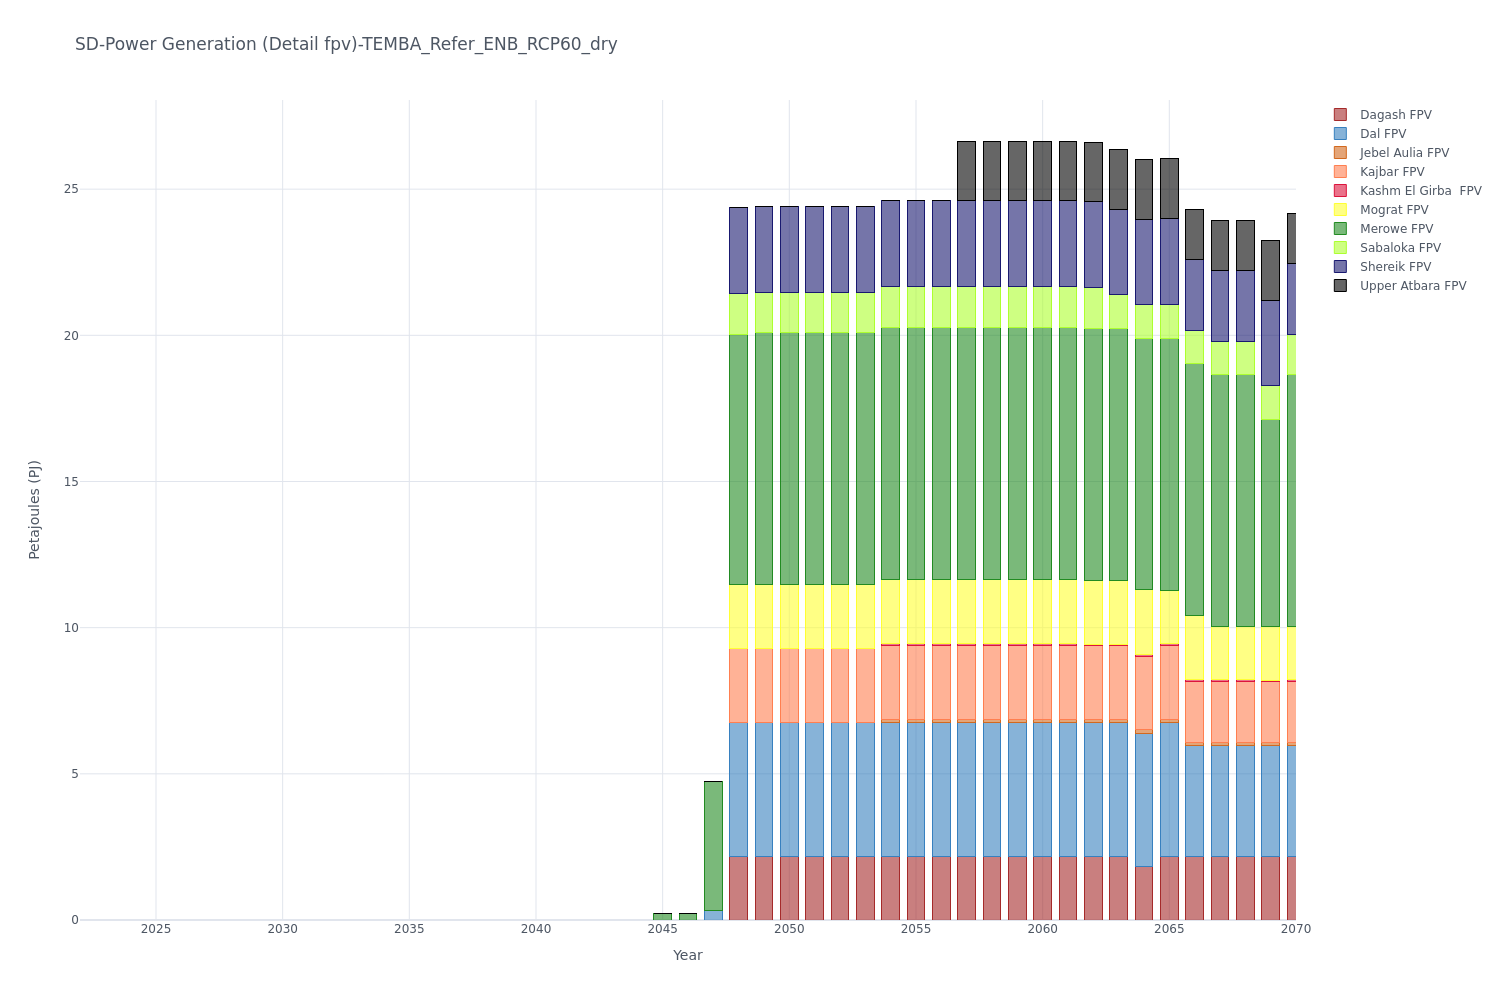 SD-Power Generation (Detail fpv)-TEMBA_Refer_ENB_RCP60_dry
Dagash FPV
Dal FPV
Jebel Aulia FPV
Kajbar FPV
Kashm El Girba  FPV
Mograt FPV
Merowe FPV
Sabaloka FPV
Shereik FPV
Upper Atbara FPV
Petajoules (PJ)
25
20
15
10
5
0
2025
2030
2035
2040
2045
2050
2055
2060
2065
2070
Year